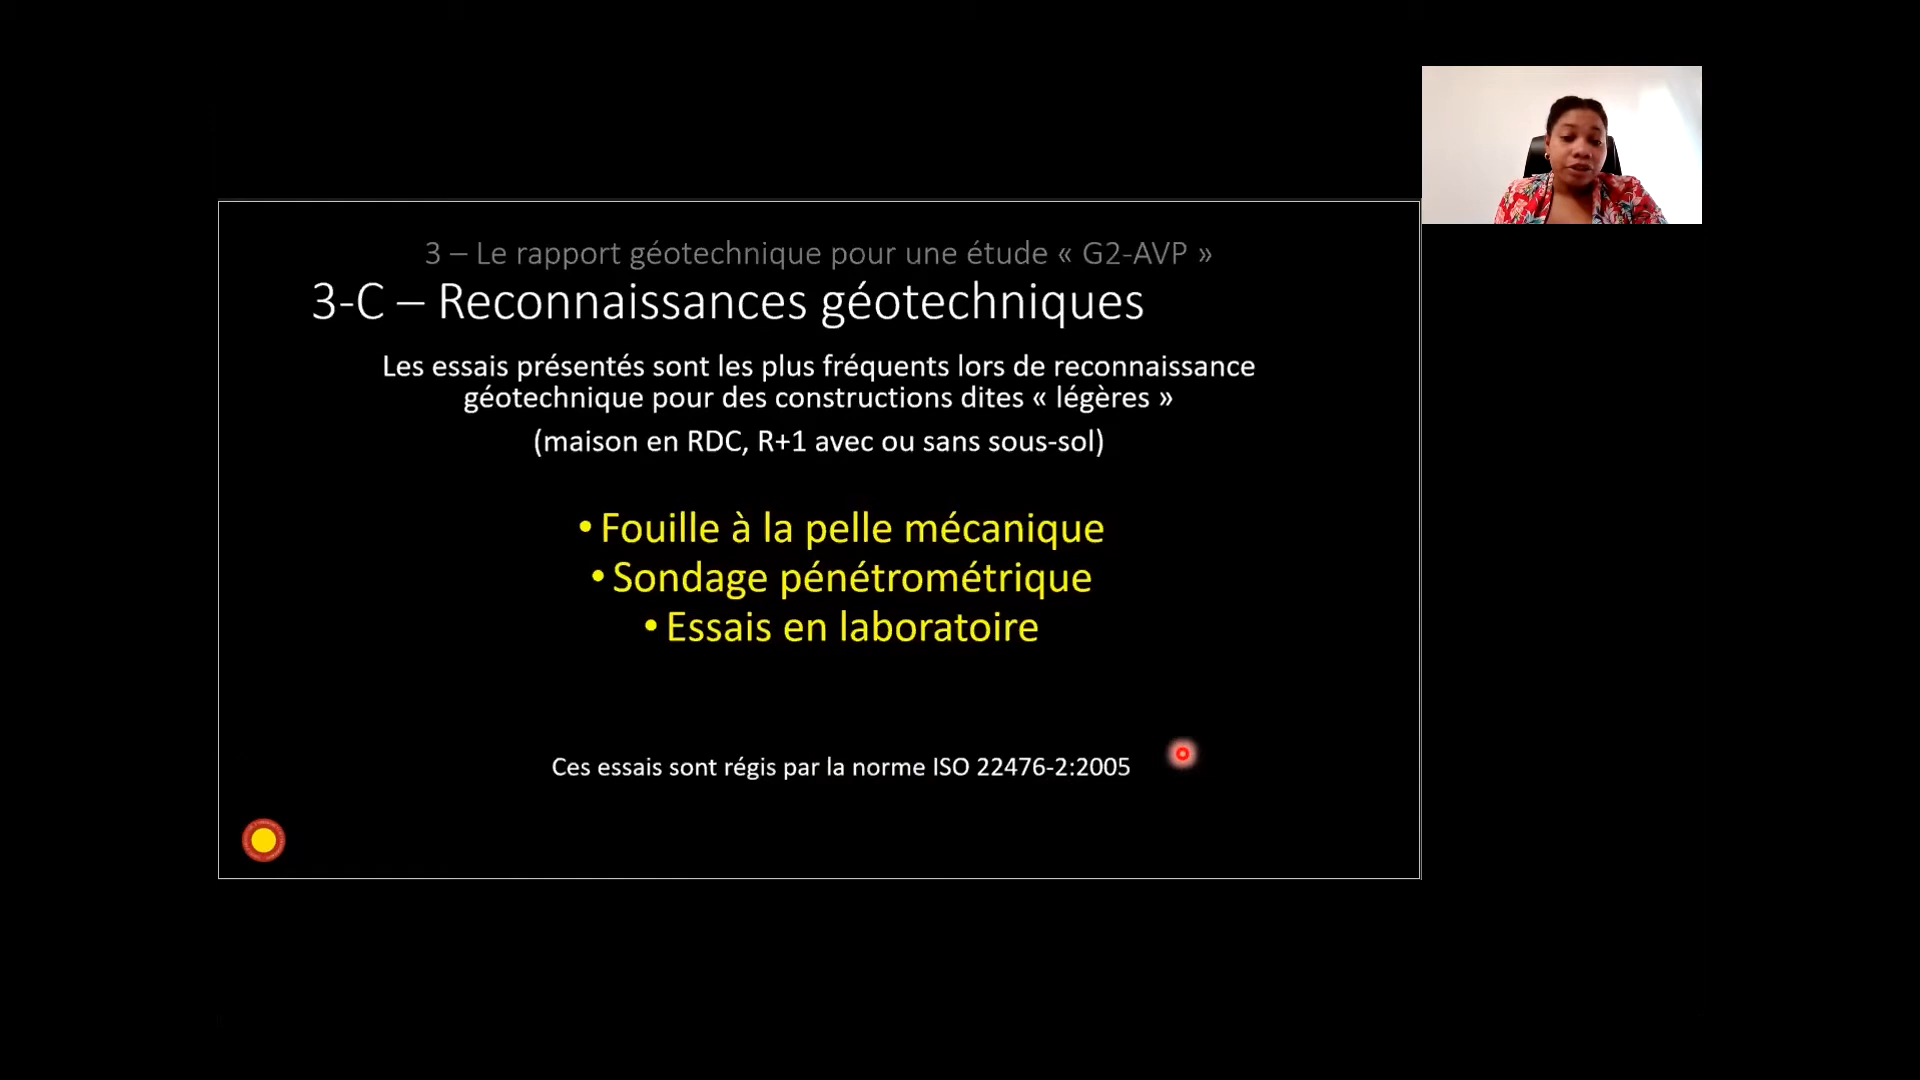 3 – Le rapport géotechnique pour une étude « G2-AVP »
3-C – Reconnaissances géotechniques
Les essais présentés sont les plus fréquents lors de reconnaissance
géotechnique pour des constructions dites « légères »
(maison en RDC, R+1 avec ou sans sous-sol)
• Fouille à la pelle mécanique
• Sondage pénétrométrique
• Essais en laboratoire
Ces essais sont régis par la norme ISO 22476-2:2005